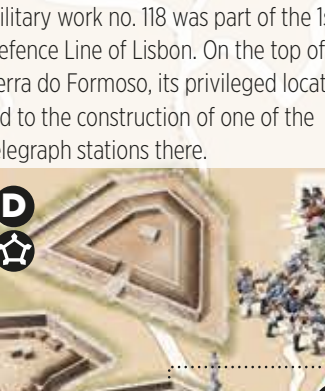 ilitary work no. 118 was part of the 1s
efence Line of Lisbon. On the top of
erra do Formoso, its privileged locat
d to the construction of one of the
elegraph stations there.
D